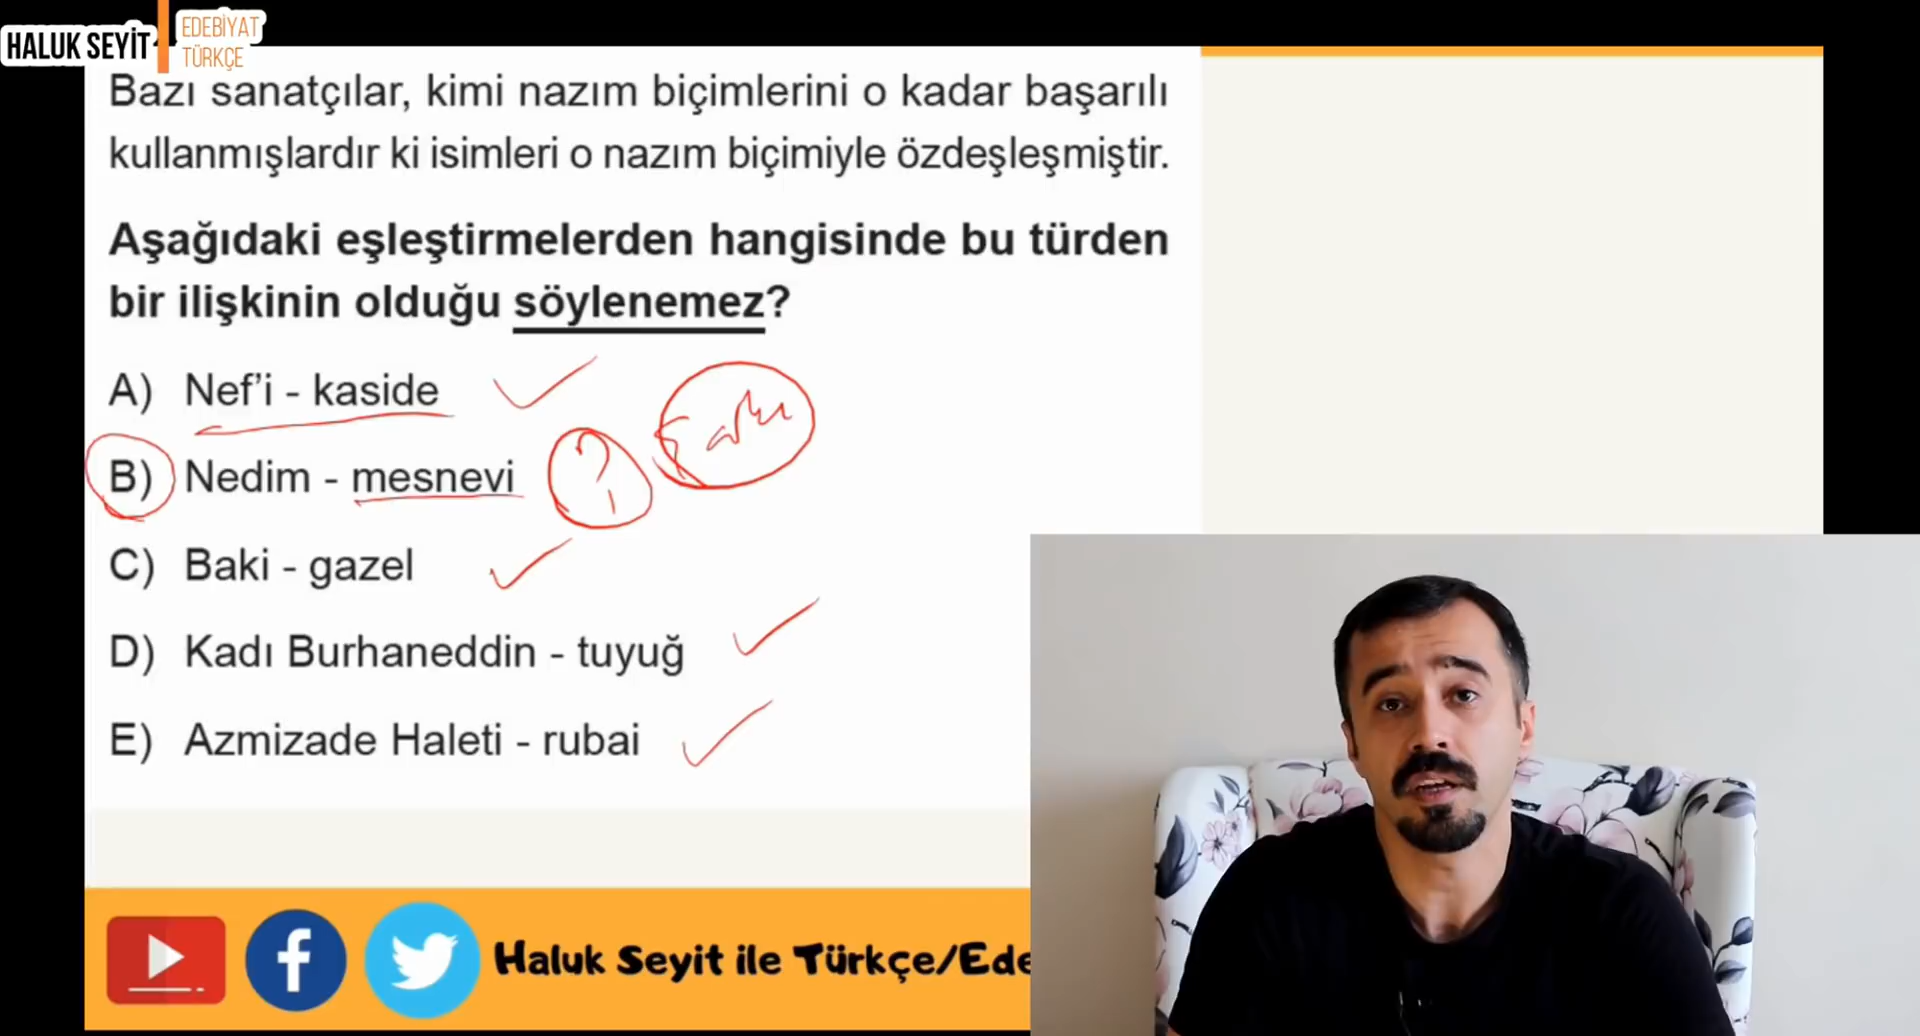 HALUK SEYİT
EDEBİYAT
TÜRKÇE
Bazı sanatçılar, kimi nazım biçimlerini o kadar başarılı
kullanmışlardır ki isimleri o nazım biçimiyle özdeşleşmiştir.
Aşağıdaki eşleştirmelerden hangisinde bu türden
bir ilişkinin olduğu söylenemez?
A) Nef'i - kaside
B) Nedim - mesnevi ?
Şarkı
C) Baki - gazel
D) Kadı Burhaneddin - tuyuğ
E) Azmizade Haleti - rubai
Haluk Seyit ile Türkçe/Ede